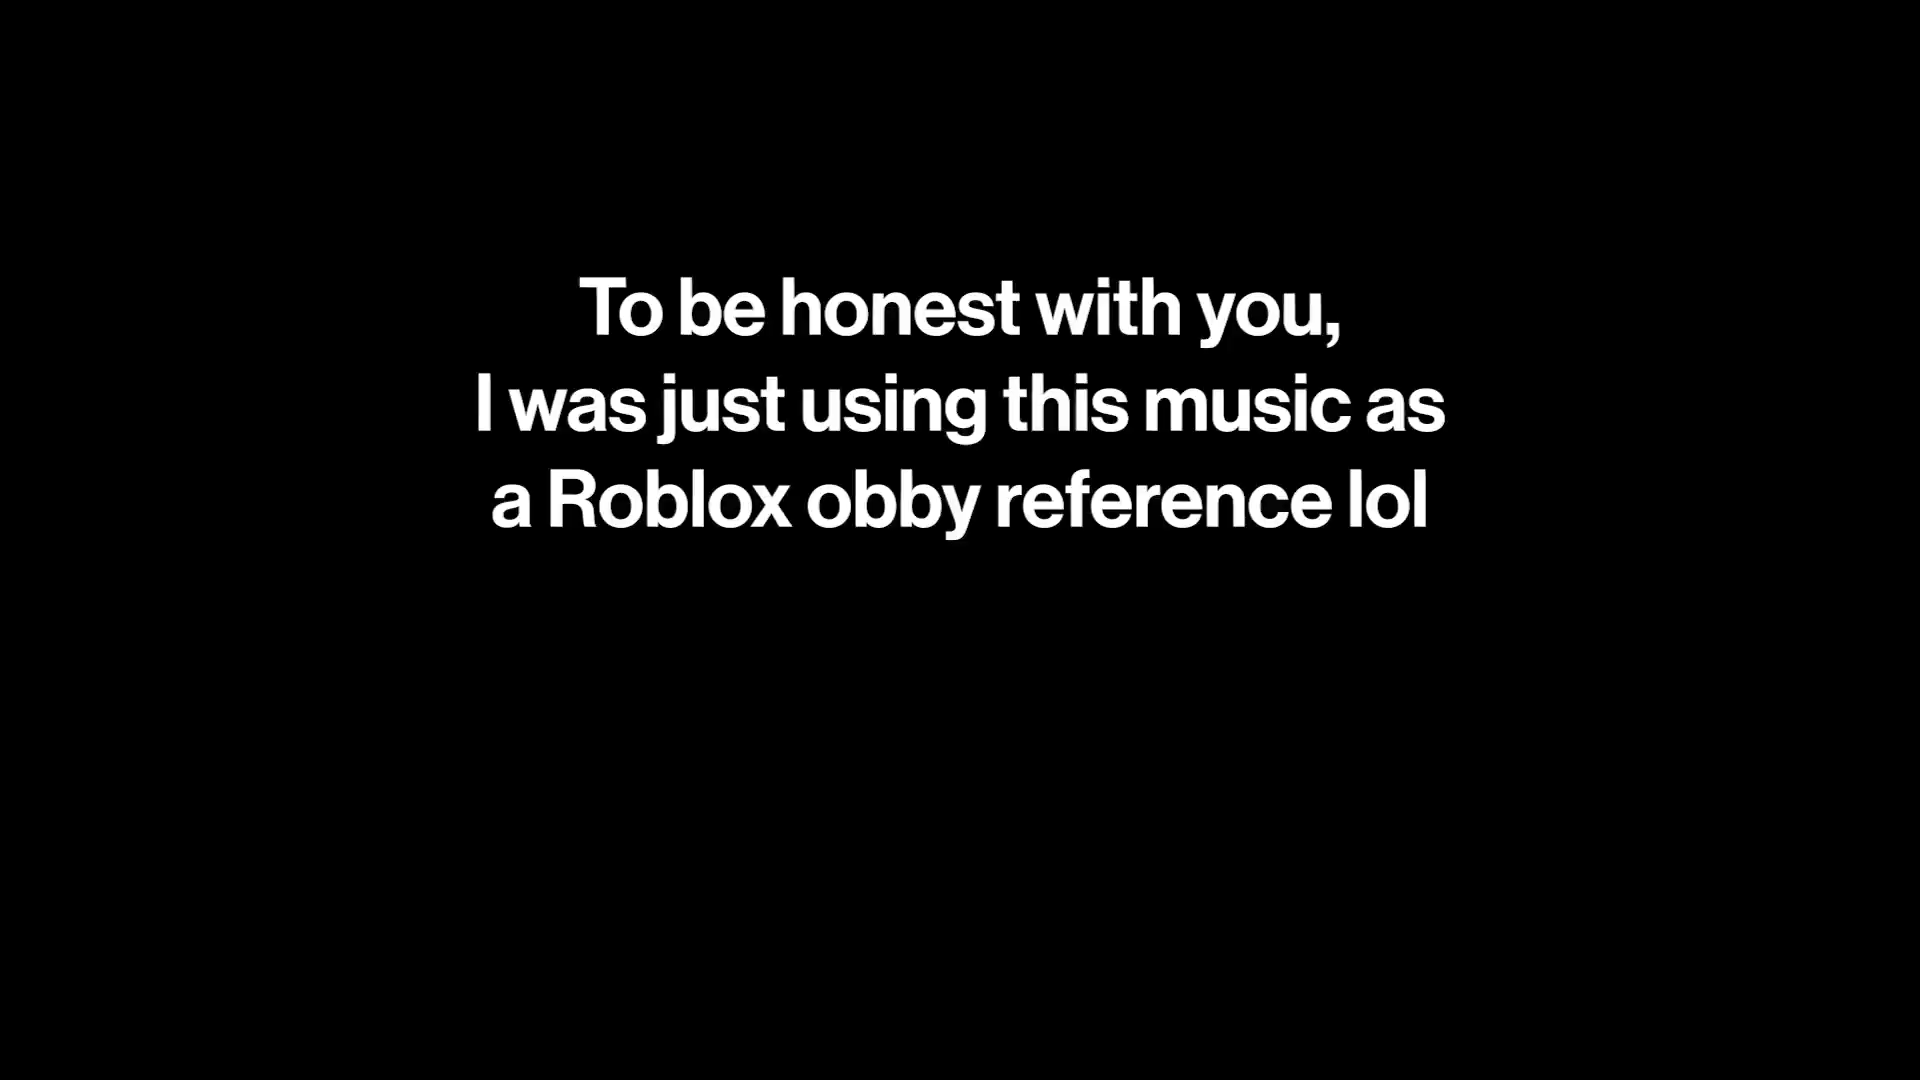 To be honest with you,
I was just using this music as
a Roblox obby reference lol